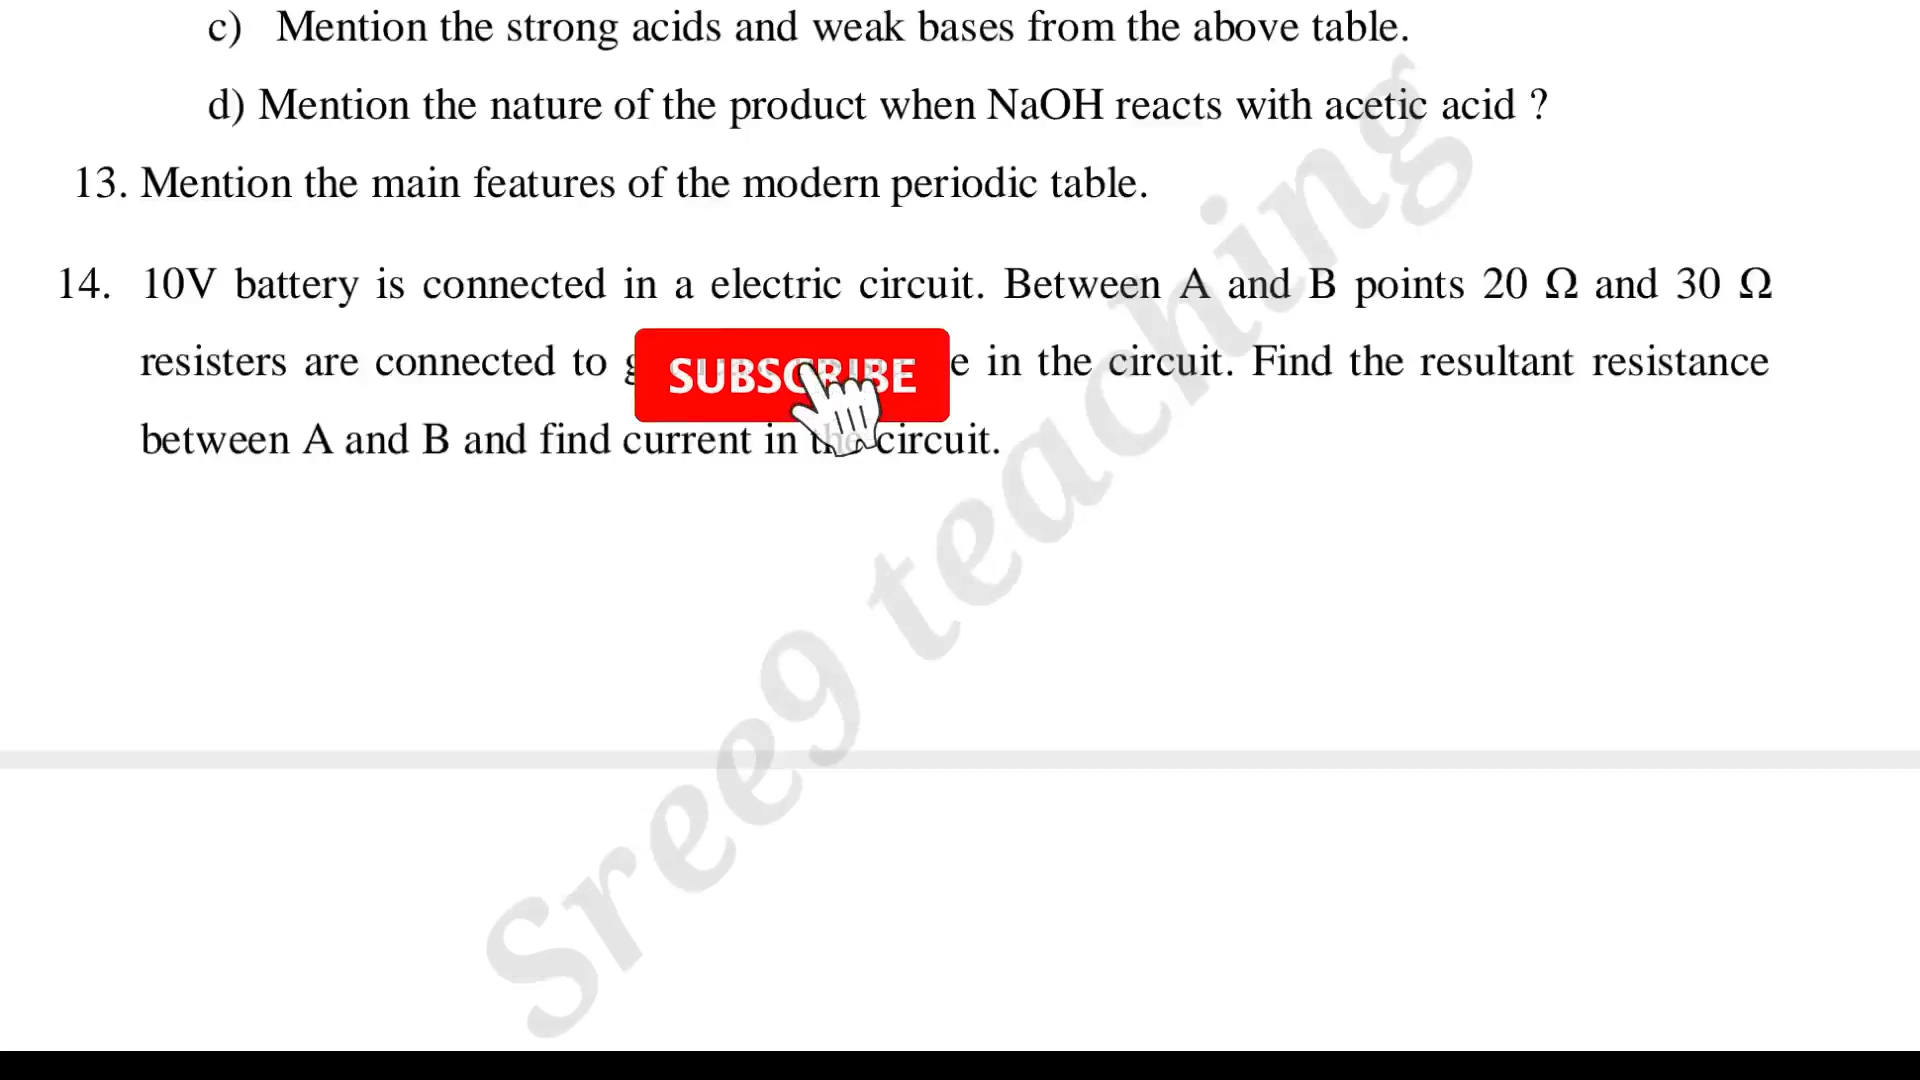 c) Mention the strong acids and weak bases from the above table.
d) Mention the nature of the product when NaOH reacts with acetic acid ?
13. Mention the main features of the modern periodic table.
14. 10V battery is connected in a electric circuit. Between A and B points 20 Ω and 30 Ω
resisters are connected to
SUBSCRIBE
in the circuit. Find the resultant resistance
between A and B and find current in the circuit.
Sree9 teaching